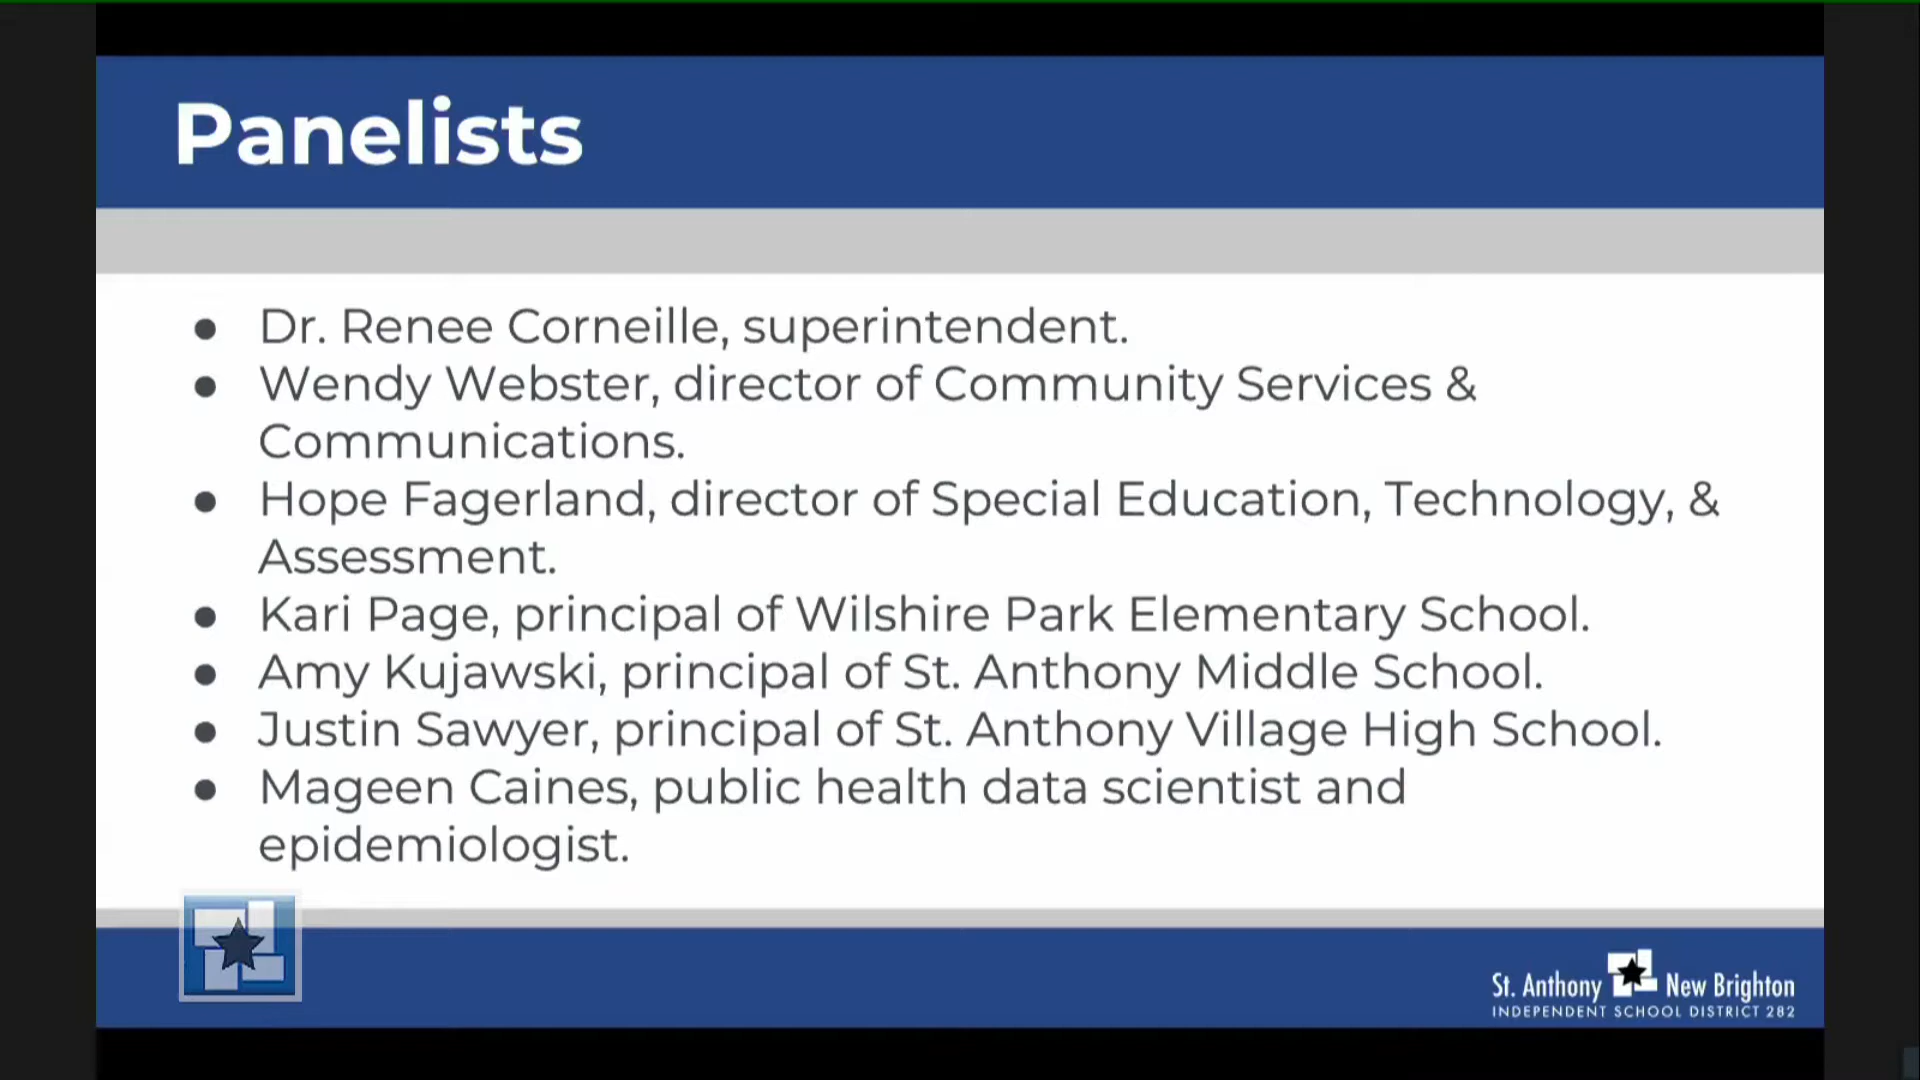 Panelists
● Dr. Renee Corneille, superintendent.
● Wendy Webster, director of Community Services &
Communications.
● Hope Fagerland, director of Special Education, Technology, &
Assessment.
● Kari Page, principal of Wilshire Park Elementary School.
● Amy Kujawski, principal of St. Anthony Middle School.
● Justin Sawyer, principal of St. Anthony Village High School.
● Mageen Caines, public health data scientist and
epidemiologist.
St. Anthony New Brighton
INDEPENDENT SCHOOL DISTRICT 282